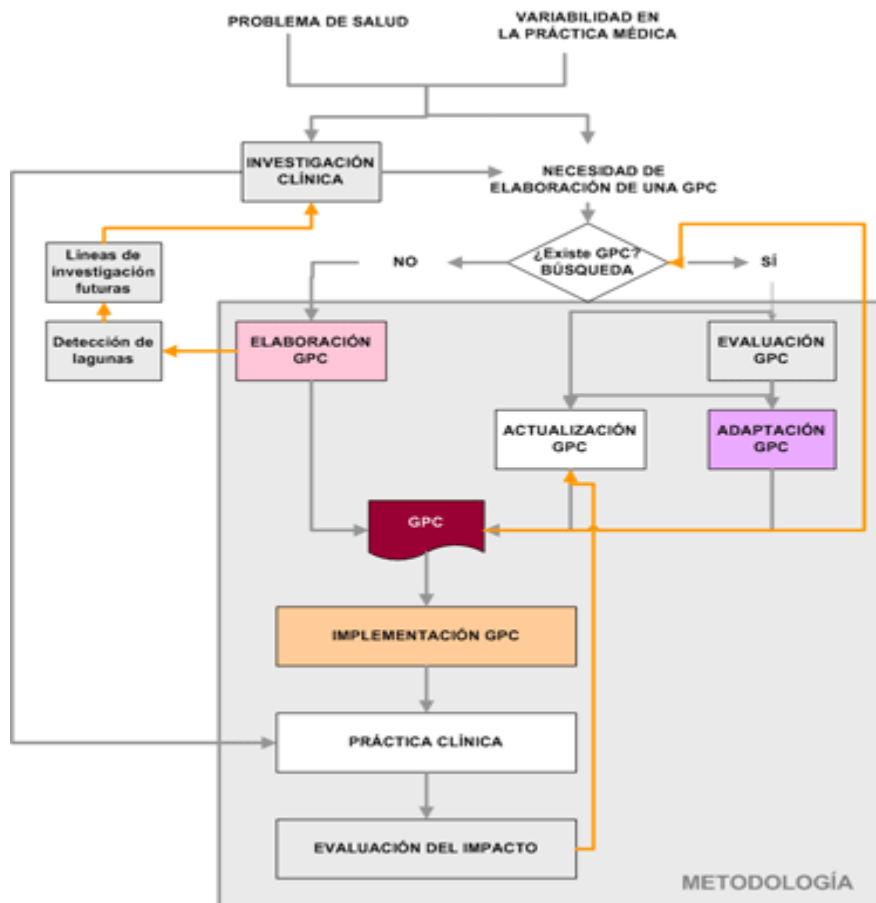 PROBLEMA DE SALUD
VARIABILIDAD EN
LA PRÁCTICA MÉDICA
INVESTIGACIÓN
CLÍNICA
NECESIDAD DE
ELABORACIÓN DE UNA GPC
Lineas de
investigación
futuras
NO
¿Existe GPC?
BÚSQUEDA
SÍ
Detección de
lagunas
ELABORACIÓN
GPC
EVALUACIÓN
GPC
ACTUALIZACIÓN
GPC
ADAPTACIÓN
GPC
GPC
IMPLEMENTACIÓN GPC
PRÁCTICA CLÍNICA
EVALUACIÓN DEL IMPACTO
METODOLOGÍA